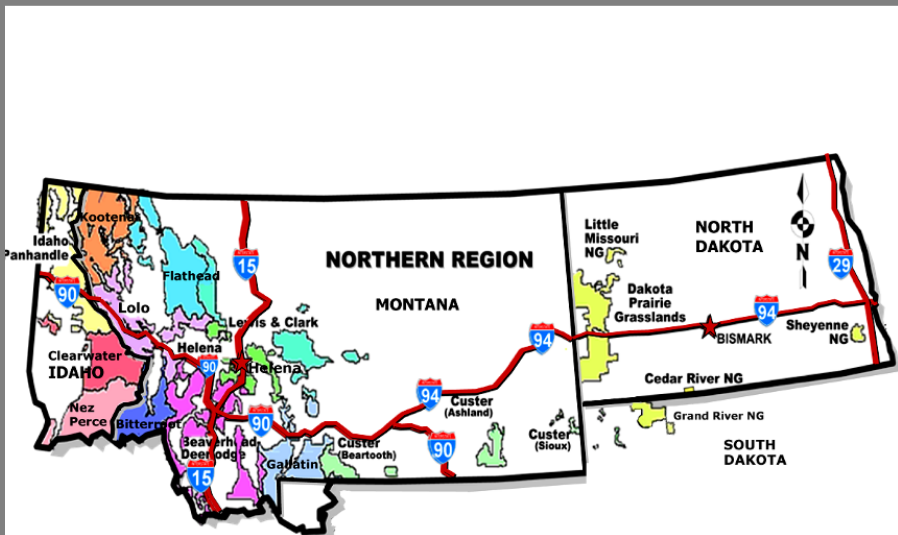 Kootenai
Idaho
Panhandle
90
Lolo
Flathead
15
NORTHERN REGION
MONTANA
Little
Missouri
NG
NORTH
DAKOTA
N
29
Dakota
Prairie
Grasslands
94
BISMARK
Sheyenne
NG
Lewis & Clark
Helena
90
Helena
94
Clearwater
IDAHO
Nez
Perce
Bitterroot
Beaverhead
Deerlodge
15
90
Gallatin
Custer
(Beartooth)
94
Custer
(Ashland)
90
Custer
(Sioux)
Cedar River NG
Grand River NG
SOUTH
DAKOTA